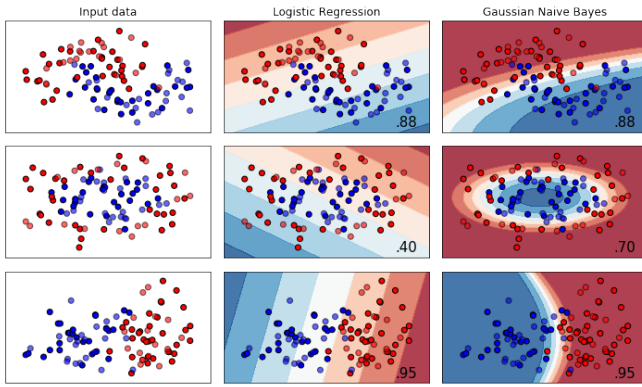 Input data
Logistic Regression
Gaussian Naive Bayes
.88
.88
.40
.70
.95
.95